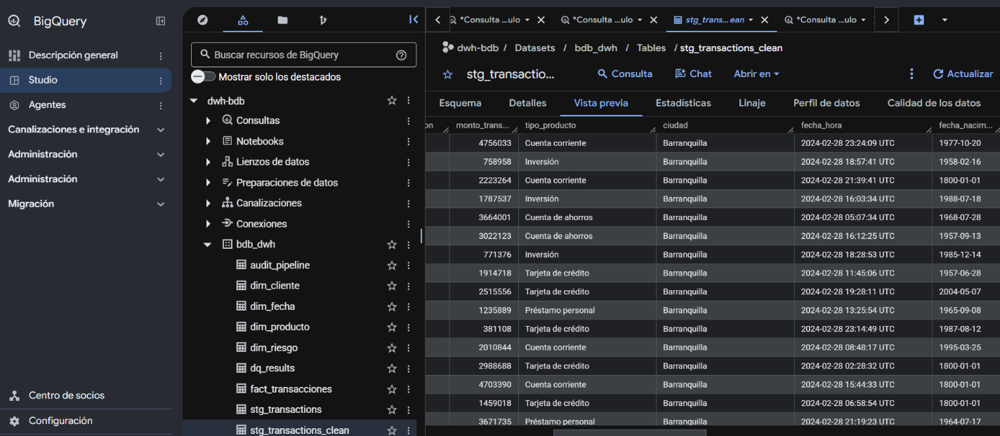 BigQuery
Descripción general
Studio
Agentes
Canalizaciones e integración
Administración
Administración
Migración
Centro de socios
Configuración
Buscar recursos de BigQuery
Mostrar solo los destacados
dwh-bdb
Consultas
Notebooks
Lienzos de datos
Preparaciones de datos
Canalizaciones
Conexiones
bdb_dwh
audit_pipeline
dim_cliente
dim_fecha
dim_producto
dim_riesgo
dq_results
fact_transacciones
stg_transactions
stg_transactions_clean
*Consulta ...ulo *Consulta ...ulo stg_trans...ean *Consulta ...ulo
dwh-bdb / Datasets / bdb_dwh / Tables / stg_transactions_clean
stg_transactio... Consulta Chat Abrir en Actualizar
Esquema Detalles Vista previa Estadísticas Linaje Perfil de datos Calidad de los datos
on monto_trans... tipo_producto ciudad fecha_hora fecha_nacim...
4756033 Cuenta corriente Barranquilla 2024-02-28 23:24:09 UTC 1977-10-20
758958 Inversión Barranquilla 2024-02-28 18:57:41 UTC 1958-02-16
2223264 Cuenta corriente Barranquilla 2024-02-28 21:39:41 UTC 1800-01-01
1787537 Inversión Barranquilla 2024-02-28 16:03:34 UTC 1988-07-18
3664001 Cuenta de ahorros Barranquilla 2024-02-28 05:07:34 UTC 1968-07-28
3022123 Cuenta de ahorros Barranquilla 2024-02-28 16:12:25 UTC 1957-09-13
771376 Inversión Barranquilla 2024-02-28 18:28:53 UTC 1985-12-14
1914718 Tarjeta de crédito Barranquilla 2024-02-28 11:45:06 UTC 1957-06-28
2515556 Tarjeta de crédito Barranquilla 2024-02-28 19:28:11 UTC 2004-05-07
1235889 Préstamo personal Barranquilla 2024-02-28 13:25:54 UTC 1965-09-08
381108 Tarjeta de crédito Barranquilla 2024-02-28 23:14:49 UTC 1987-08-12
2010844 Cuenta corriente Barranquilla 2024-02-28 08:48:17 UTC 1995-03-25
2988688 Tarjeta de crédito Barranquilla 2024-02-28 02:28:32 UTC 1800-01-01
4703390 Cuenta corriente Barranquilla 2024-02-28 15:44:33 UTC 1800-01-01
1459018 Tarjeta de crédito Barranquilla 2024-02-28 06:58:54 UTC 1800-01-01
3671735 Préstamo personal Barranquilla 2024-02-28 21:19:23 UTC 1964-07-17